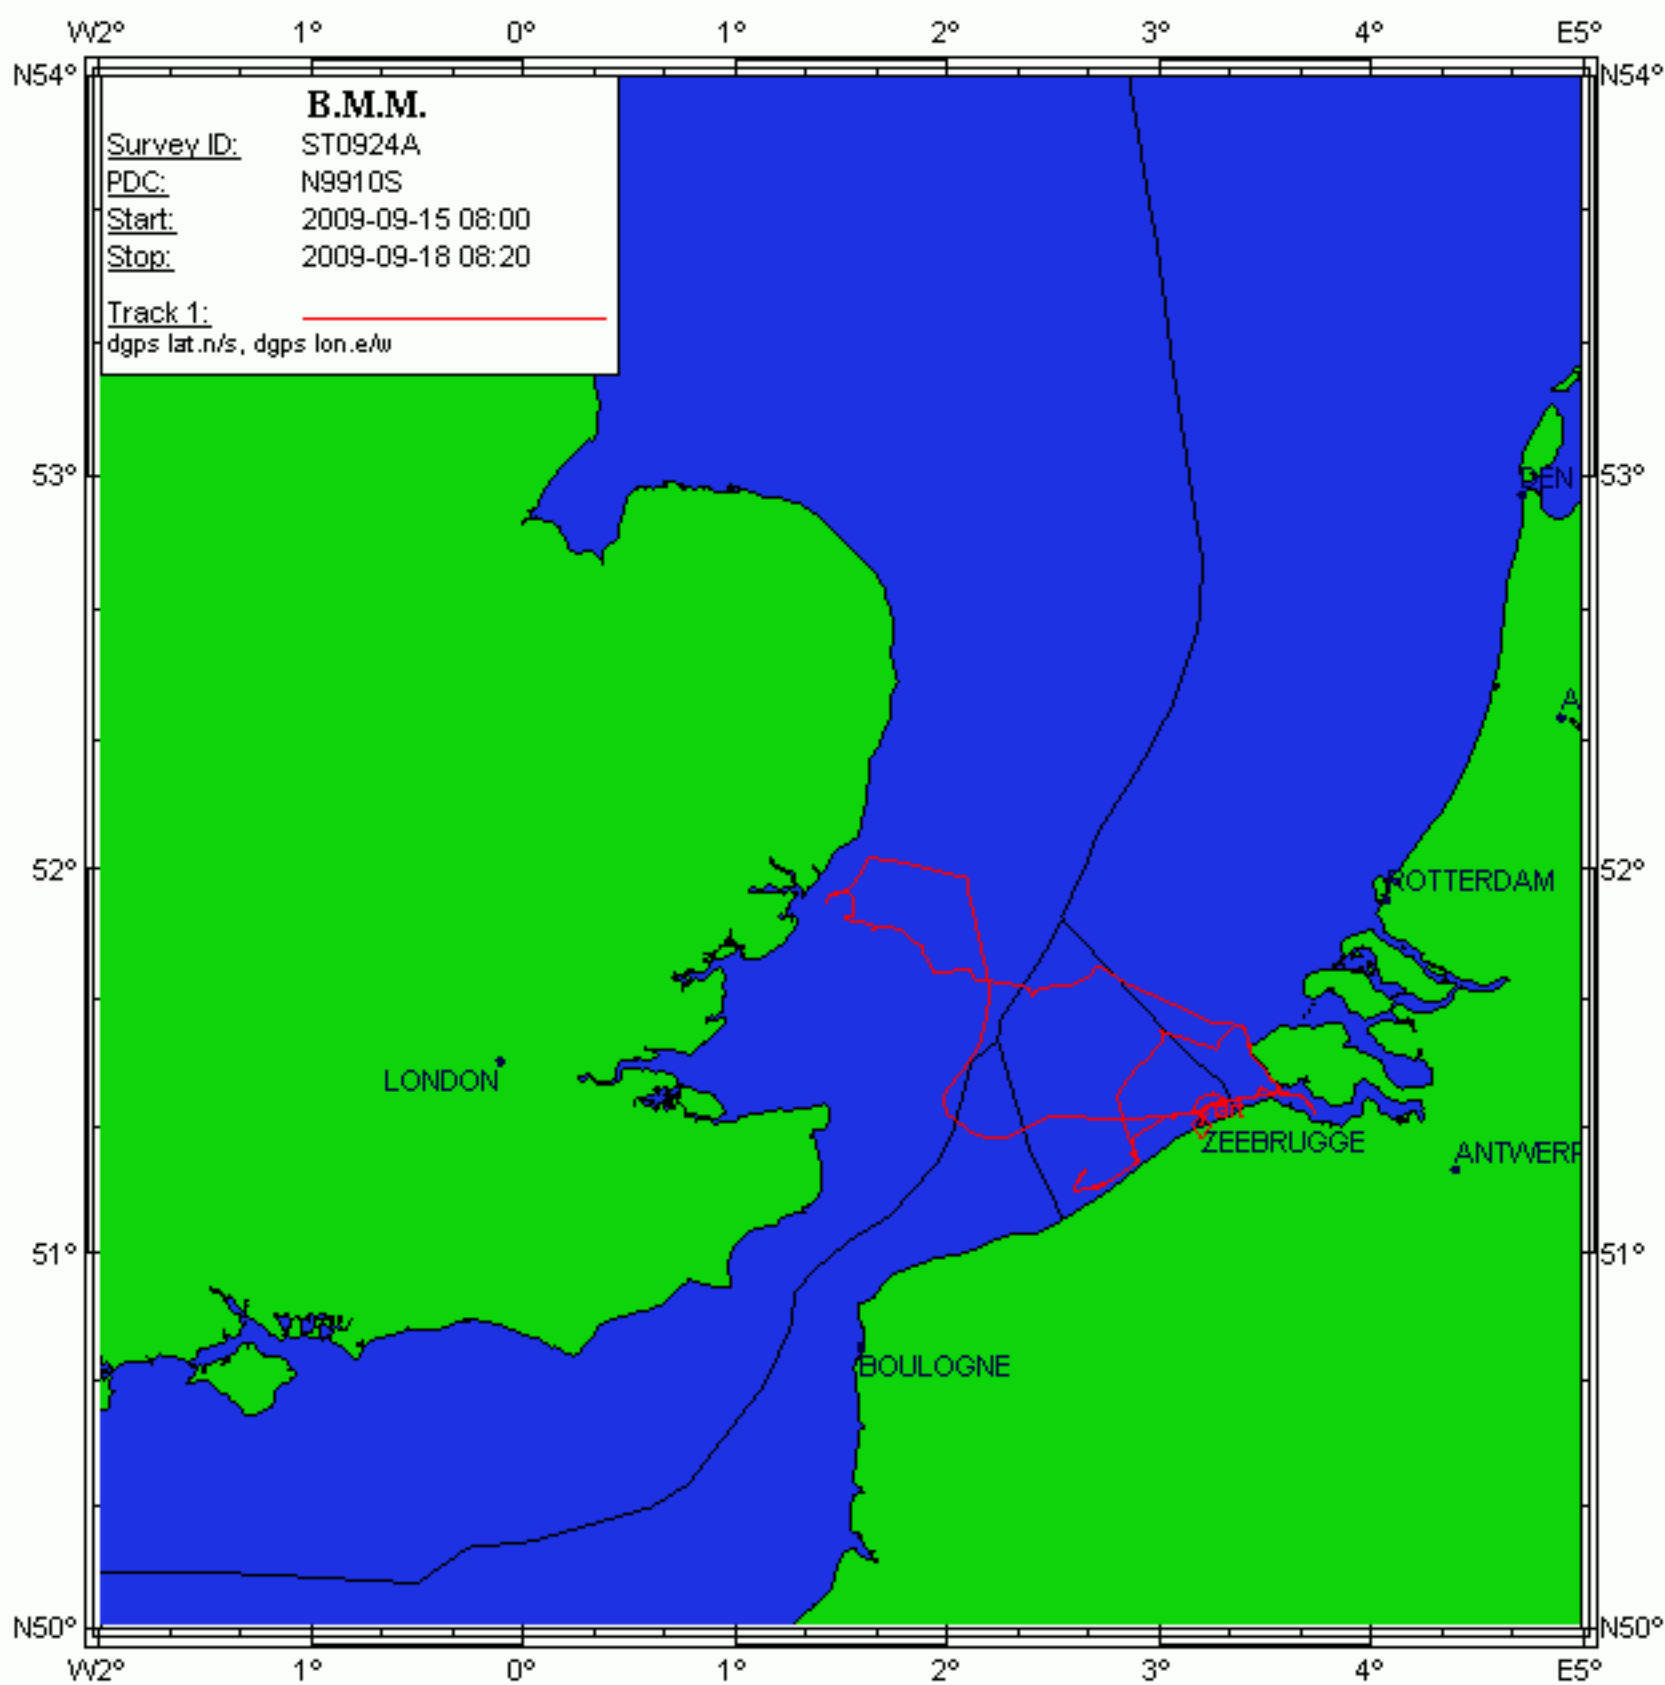 W2° 1° 0° 1° 2° 3° 4° E5°
N54° N54°
B.M.M.
Survey ID: ST0924A
PDC: N9910S
Start: 2009-09-15 08:00
Stop: 2009-09-18 08:20
Track 1:
dgps lat.n/s, dgps lon.e/w
53° 53°
DEN
A
52° 52°
ROTTERDAM
LONDON
ZEEBRUGGE
ANTWERP
51° 51°
BOULOGNE
N50° N50°
W2° 1° 0° 1° 2° 3° 4° E5°